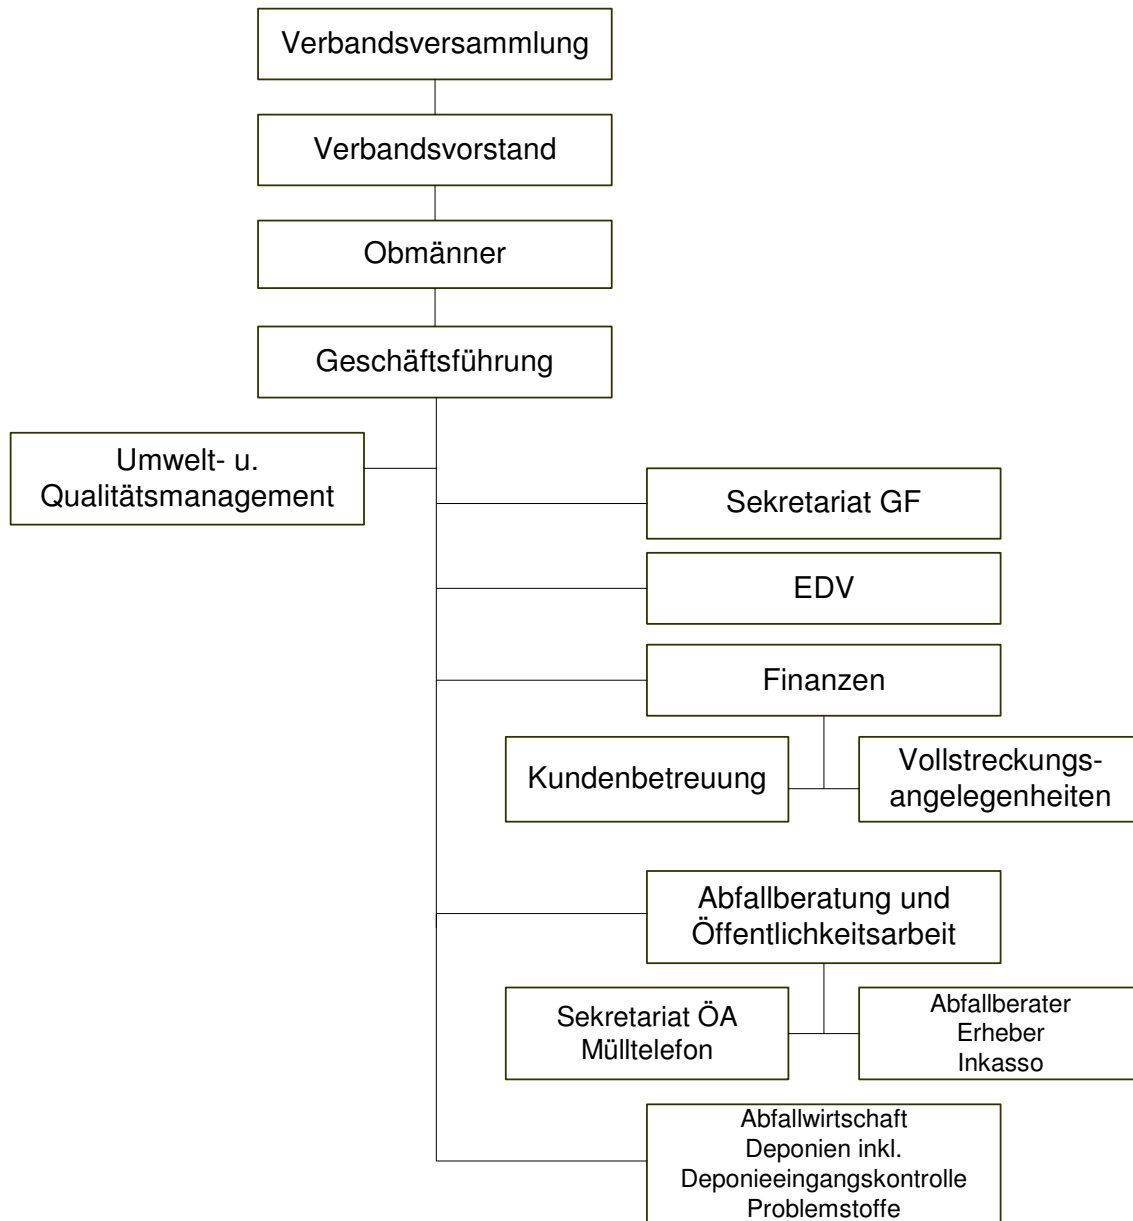 Verbandsversammlung
Verbandsvorstand
Obmänner
Geschäftsführung
Umwelt- u.
Qualitätsmanagement
Sekretariat GF
EDV
Finanzen
Kundenbetreuung
Vollstreckungs-
angelegenheiten
Abfallberatung und
Öffentlichkeitsarbeit
Sekretariat ÖA
Mülltelefon
Abfallberater
Erheber
Inkasso
Abfallwirtschaft
Deponien inkl.
Deponieeingangskontrolle
Problemstoffe